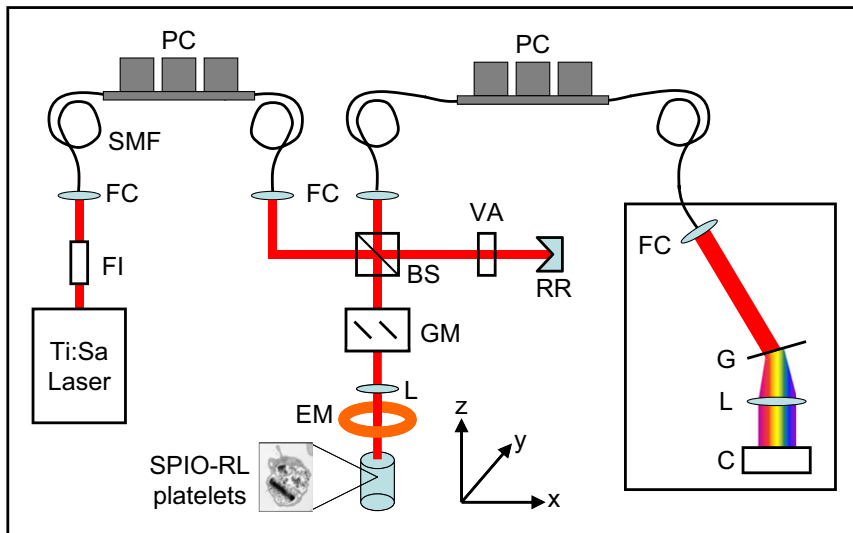 PC
PC
SMF
FC
FC
VA
FC
FI
BS
RR
Ti:Sa
Laser
GM
G
L
L
EM
z
y
SPIO-RL
platelets
x
C